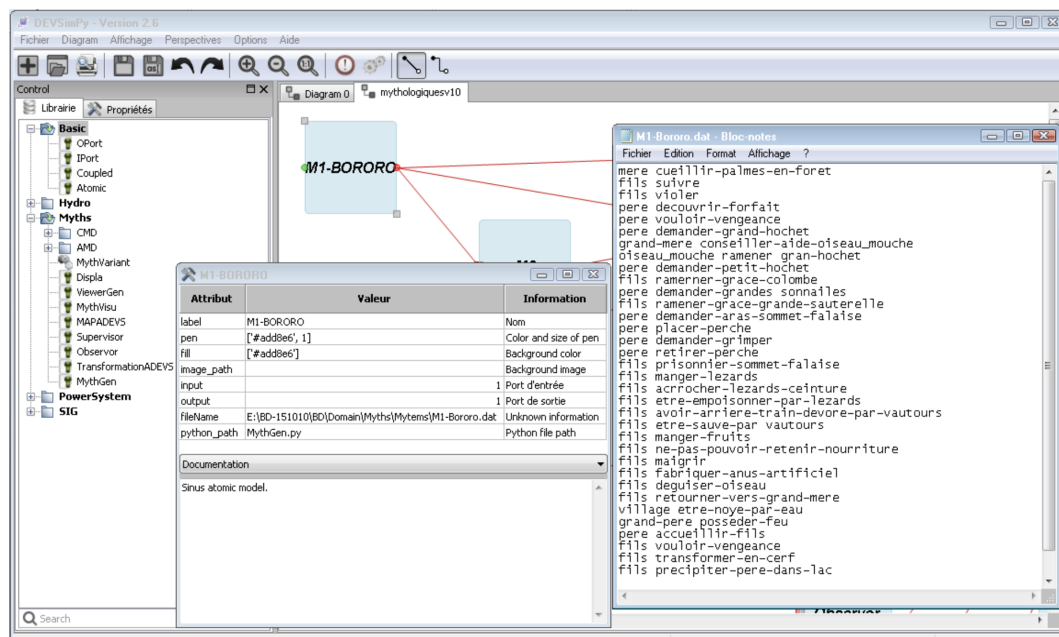 DEVSimPy - Version 2.6
Fichier Diagram Affichage Perspectives Options Aide
Control
Diagram 0
mythologiquesv10
Librairie
Propriétés
Basic
OPort
IPort
Coupled
Atomic
Hydro
Myths
CMD
AMD
MythVariant
Displa
ViewerGen
MythVisu
MAPADEVS
Supervisor
Observor
TransformationADEVS
MythGen
PowerSystem
SIG
Search
M1-BORORO
M1-BORORO
Attribut Valeur Information
label M1-BORORO Nom
pen ['#add8e6', 1] Color and size of pen
fill ['#add8e6'] Background color
image_path Background image
input 1 Port d'entrée
output 1 Port de sortie
fileName E:\BD-151010\BD\Domain\Myths\Mytems\M1-Bororo.dat Unknown information
python_path MythGen.py Python file path
Documentation
Sinus atomic model.
M1-Bororo.dat - Bloc-notes
Fichier Edition Format Affichage ?
mere cueillir-palmes-en-foret
fils suivre
fils violer
pere decouvrir-forfait
pere vouloir-vengeance
pere demander-grand-hochet
grand-mere conseiller-aide-oiseau_mouche
oiseau_mouche ramener gran-hochet
pere demander-petit-hochet
fils ramerner-grace-colombe
pere demander-grandes sonnailles
fils ramerner-grace-grande-sauterelle
pere demander-aras-sommet-falaise
pere placer-perche
pere demander-grimper
pere retirer-perche
fils prisonnier-sommet-falaise
fils manger-lezards
fils acrrocher-lezards-ceinture
fils etre-empoisonner-par-lezards
fils avoir-arriere-train-devore-par-vautours
fils etre-sauve-par vautours
fils manger-fruits
fils ne-pas-pouvoir-retenir-nourriture
fils maigrir
fils fabriquer-anus-artificiel
fils deguiser-oiseau
fils retourner-vers-grand-mere
village etre-noye-par-eau
grand-pere posseder-feu
pere accueillir-fils
fils vouloir-vengeance
fils transformer-en-cerf
fils precipiter-pere-dans-lac